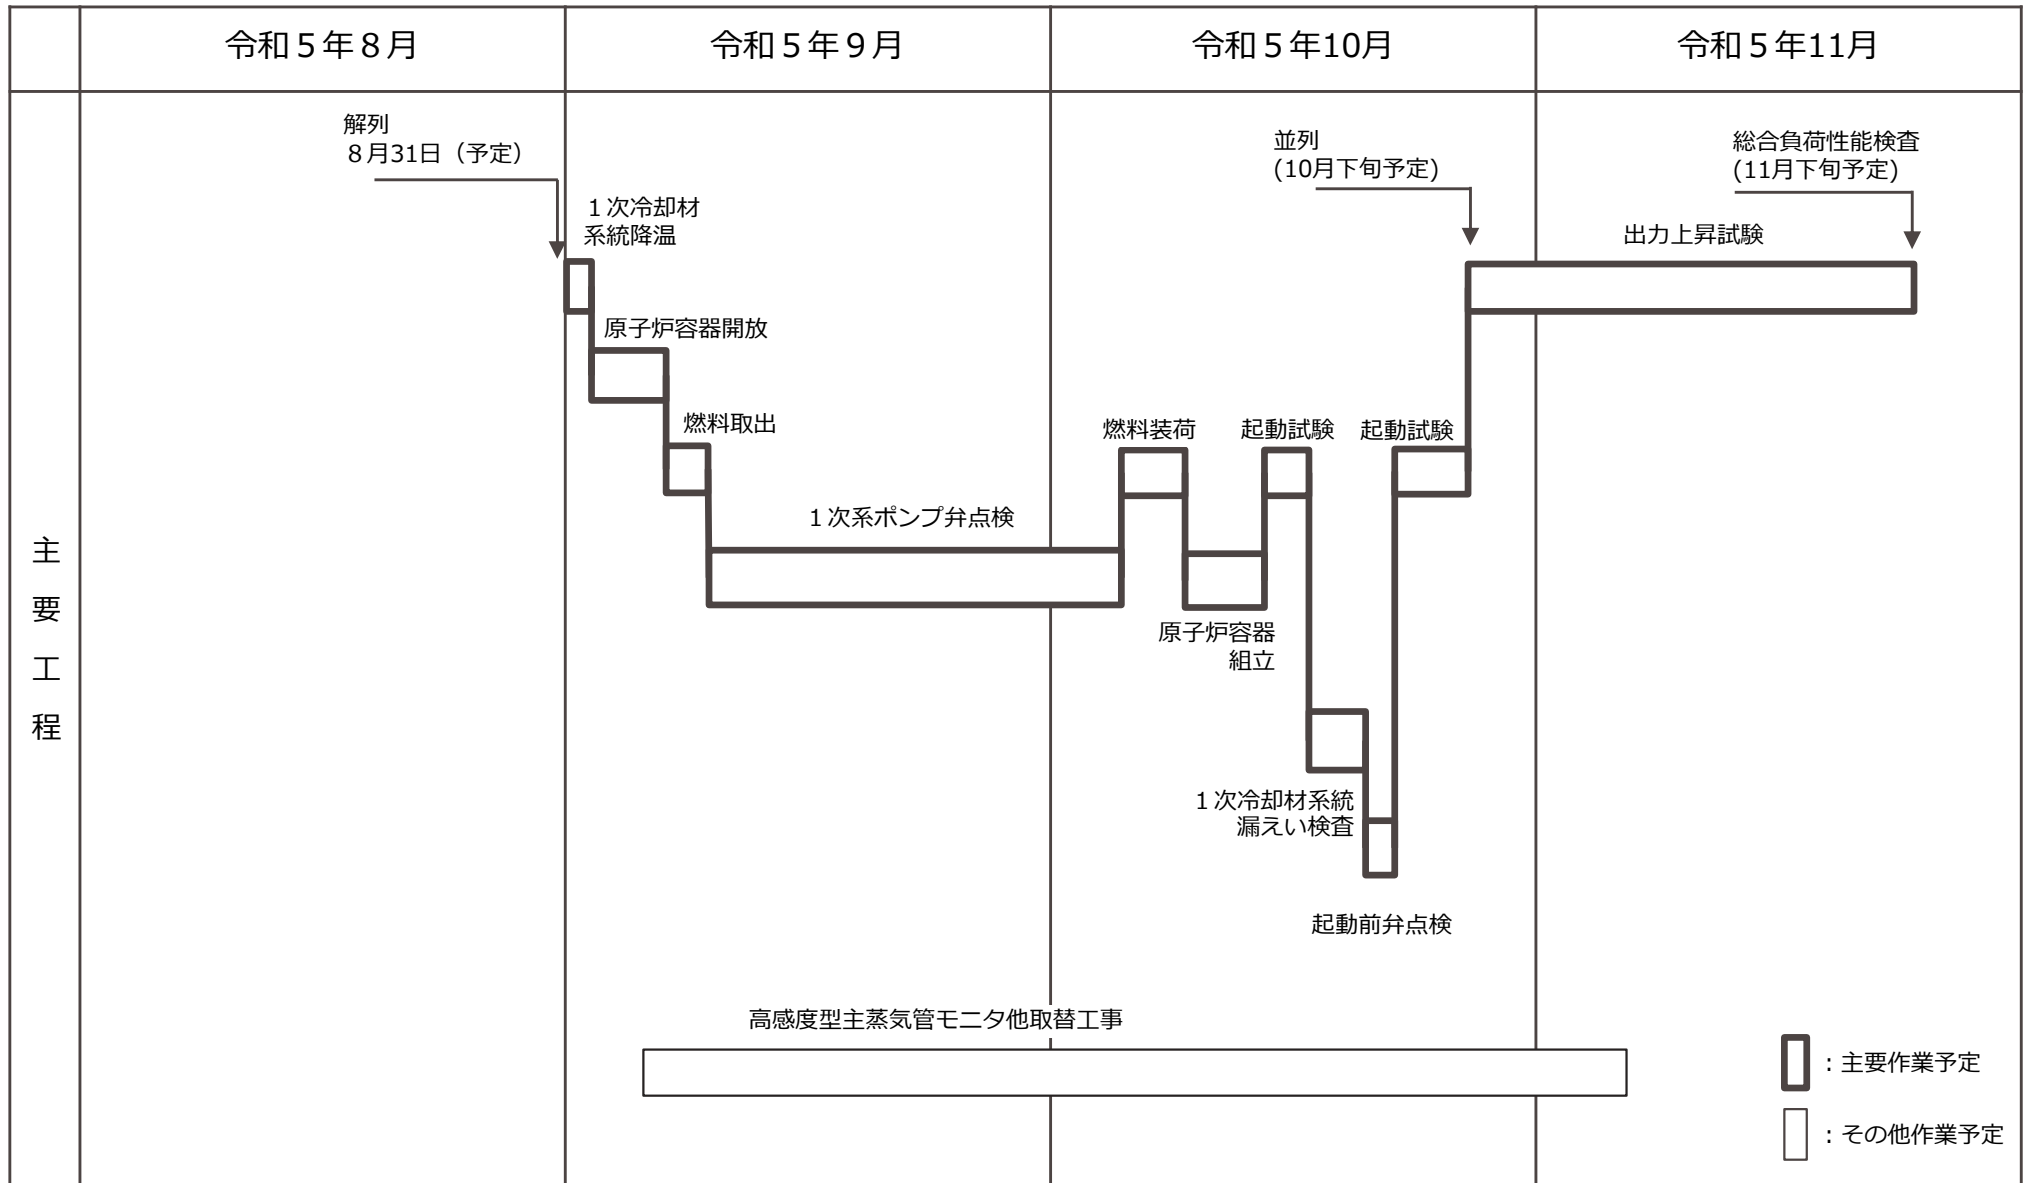 令和５年８月
令和５年９月
令和５年10月
令和５年11月
主要工程
解列
８月31日（予定）
１次冷却材
系統降温
原子炉容器開放
燃料取出
１次系ポンプ弁点検
燃料装荷
原子炉容器
組立
起動試験
１次冷却材系統
漏えい検査
起動前弁点検
起動試験
並列
(10月下旬予定)
出力上昇試験
総合負荷性能検査
(11月下旬予定)
高感度型主蒸気管モニタ他取替工事
：主要作業予定
：その他作業予定